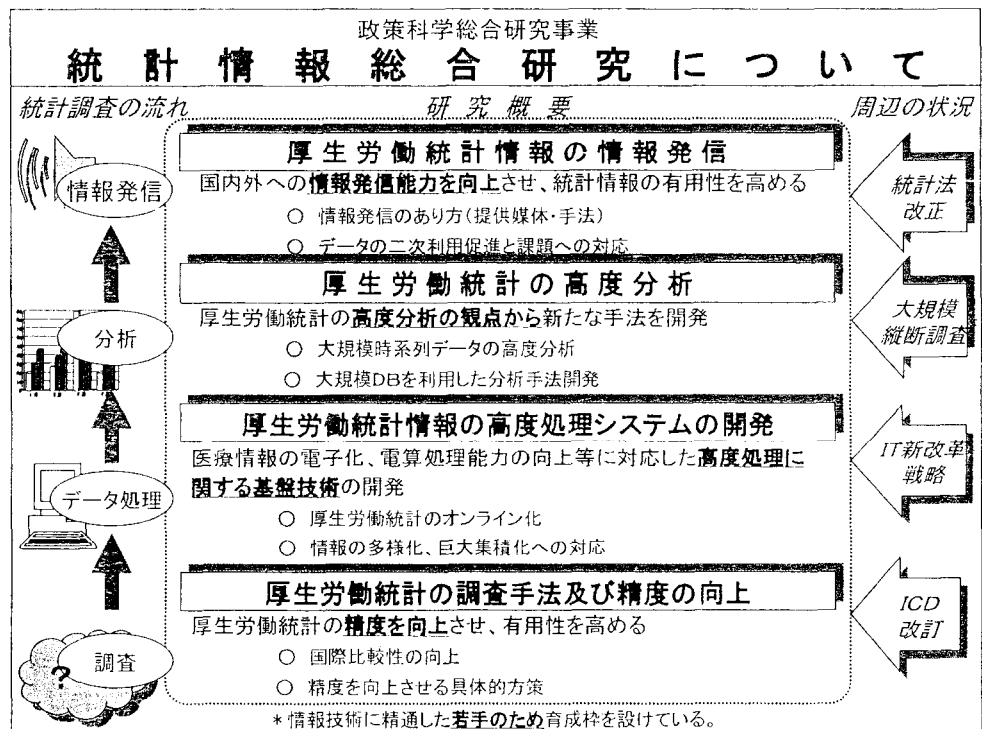 政策科学総合研究事業
統計情報総合研究について
統計調査の流れ
研究概要
周辺の状況
情報発信
厚生労働統計情報の情報発信
国内外への情報発信能力を向上させ、統計情報の有用性を高める
○ 情報発信のあり方(提供媒体・手法)
○ データの二次利用促進と課題への対応
統計法
改正
分析
厚生労働統計の高度分析
厚生労働統計の高度分析の観点から新たな手法を開発
○ 大規模時系列データの高度分析
○ 大規模DBを利用した分析手法開発
大規模
縦断調査
データ処理
厚生労働統計情報の高度処理システムの開発
医療情報の電子化、電算処理能力の向上等に対応した高度処理に
関する基盤技術の開発
○ 厚生労働統計のオンライン化
○ 情報の多様化、巨大集積化への対応
IT新改革
戦略
調査
?
厚生労働統計の調査手法及び精度の向上
厚生労働統計の精度を向上させ、有用性を高める
○ 国際比較性の向上
○ 精度を向上させる具体的方策
ICD
改訂
*情報技術に精通した若手のため育成枠を設けている。